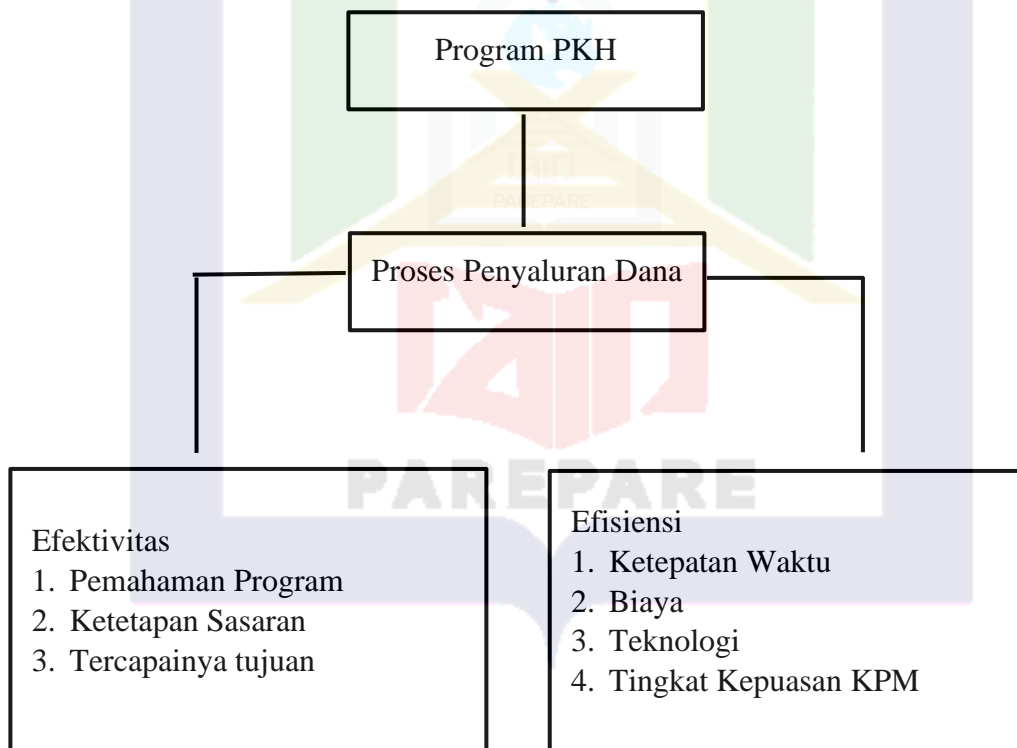 Program PKH
PAREPARE
Proses Penyaluran Dana
PAREPARE
Efektivitas
1. Pemahaman Program
2. Ketetapan Sasaran
3. Tercapainya tujuan
Efisiensi
1. Ketepatan Waktu
2. Biaya
3. Teknologi
4. Tingkat Kepuasan KPM